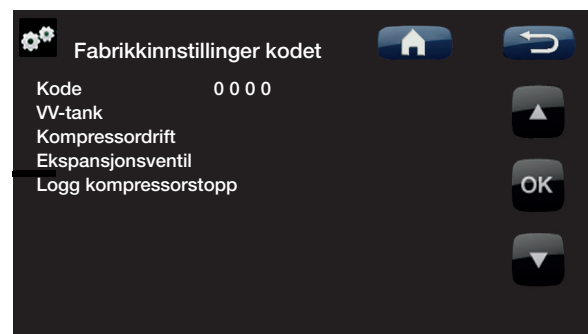 Fabrikkinnstillinger kodet
Kode 0 0 0 0
VV-tank
Kompressordrift
Ekspansjonsventil
Logg kompressorstopp
OK